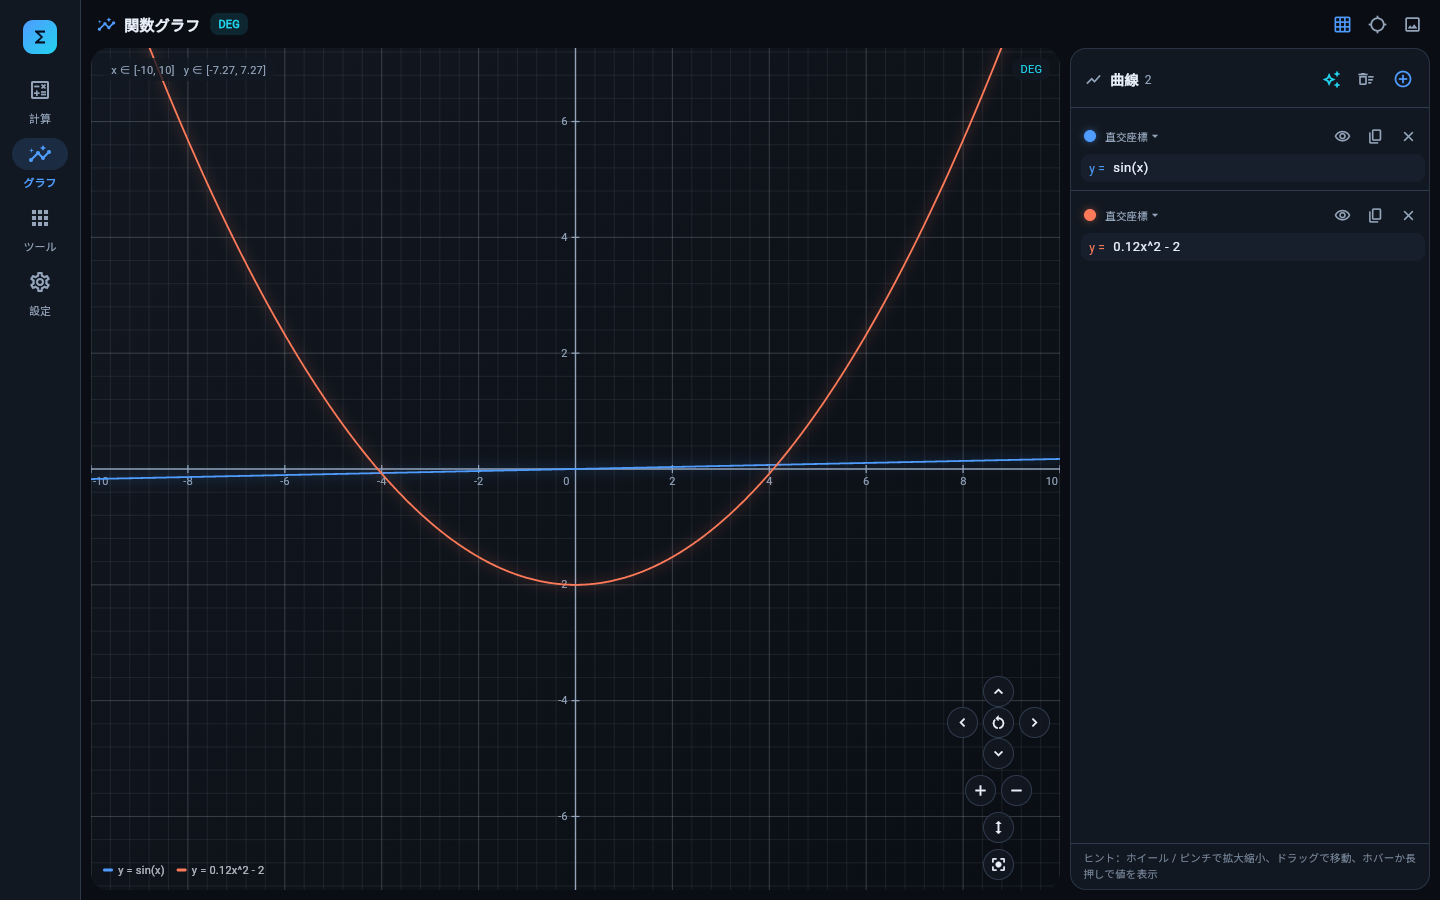 Σ
計算
グラフ
ツール
設定
関数グラフ DEG
x ∈ [-10, 10] y ∈ [-7.27, 7.27]
DEG
6
4
2
-10 -8 -6 -4 -2 0 2 4 6 8 10
-2
-4
-6
y = sin(x) y = 0.12x^2 - 2
曲線 2
直交座標
y = sin(x)
直交座標
y = 0.12x^2 - 2
ヒント: ホイール / ピンチで拡大縮小、ドラッグで移動、ホバーか長
押しで値を表示